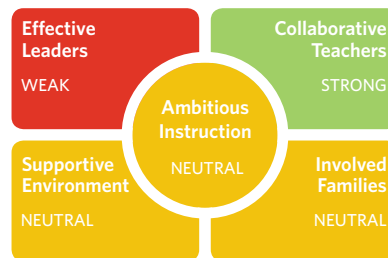 Effective
Leaders
WEAK
Collaborative
Teachers
STRONG
Ambitious
Instruction
NEUTRAL
Supportive
Environment
NEUTRAL
Involved
Families
NEUTRAL